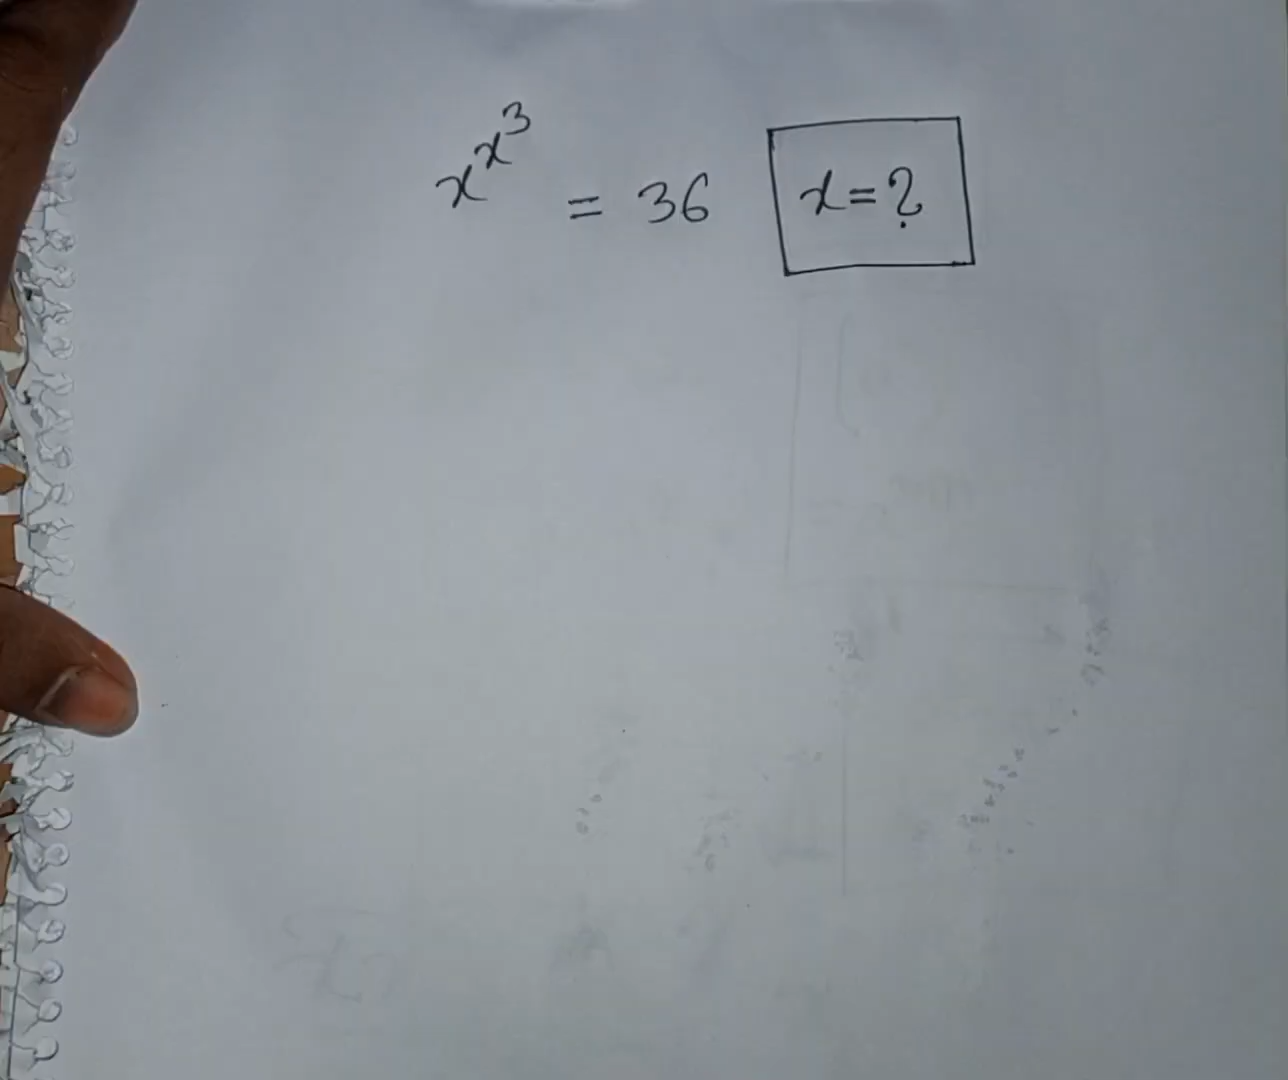 x^{x^3} = 36 x = ?